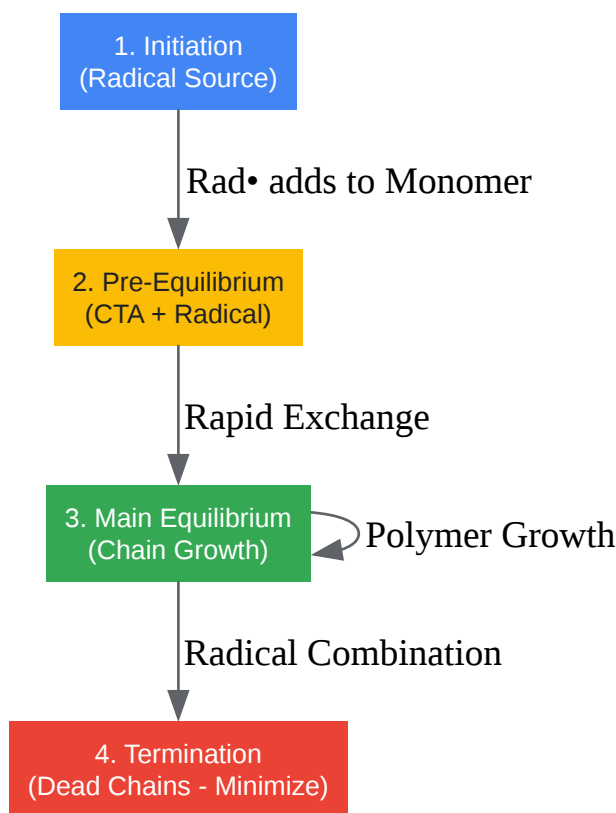 1. Initiation
(Radical Source)
Rad• adds to Monomer
2. Pre-Equilibrium
(CTA + Radical)
Rapid Exchange
3. Main Equilibrium
(Chain Growth)
Polymer Growth
Radical Combination
4. Termination
(Dead Chains - Minimize)